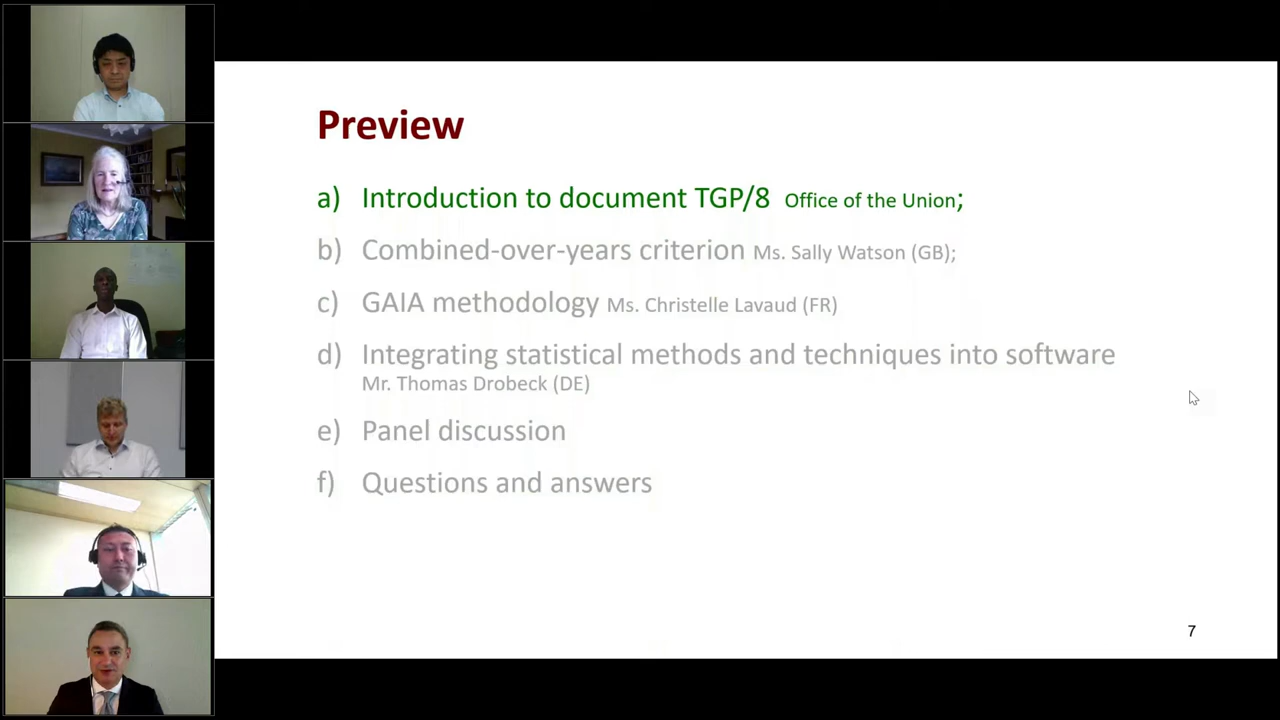 Preview
a) Introduction to document TGP/8 Office of the Union;
b) Combined-over-years criterion Ms. Sally Watson (GB);
c) GAIA methodology Ms. Christelle Lavaud (FR)
d) Integrating statistical methods and techniques into software
Mr. Thomas Drobeck (DE)
e) Panel discussion
f) Questions and answers
7